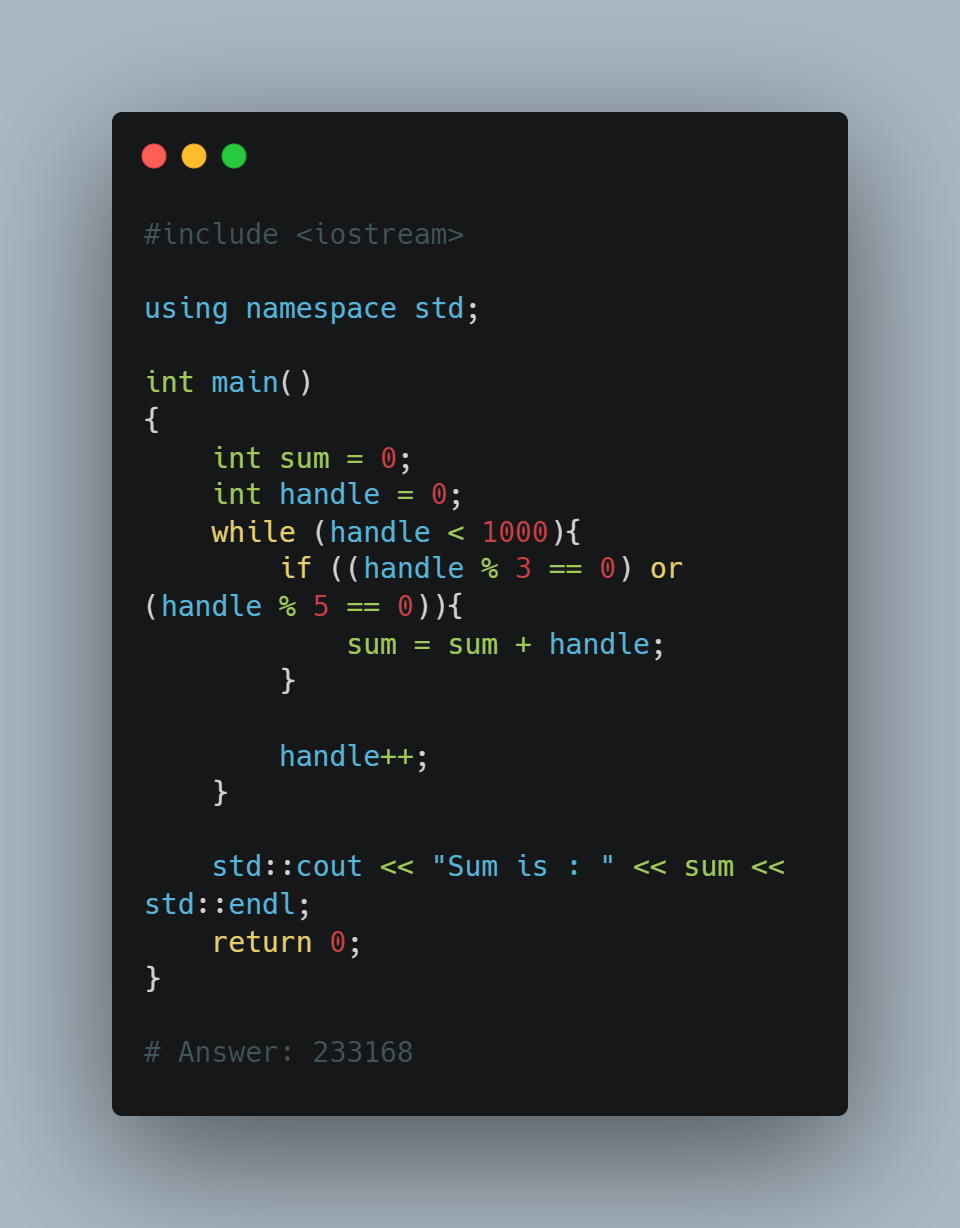 #include <iostream>

using namespace std;

int main()
{
    int sum = 0;
    int handle = 0;
    while (handle < 1000){
        if ((handle % 3 == 0) or
(handle % 5 == 0)){
            sum = sum + handle;
        }

        handle++;
    }

    std::cout << "Sum is : " << sum <<
std::endl;
    return 0;
}

# Answer: 233168